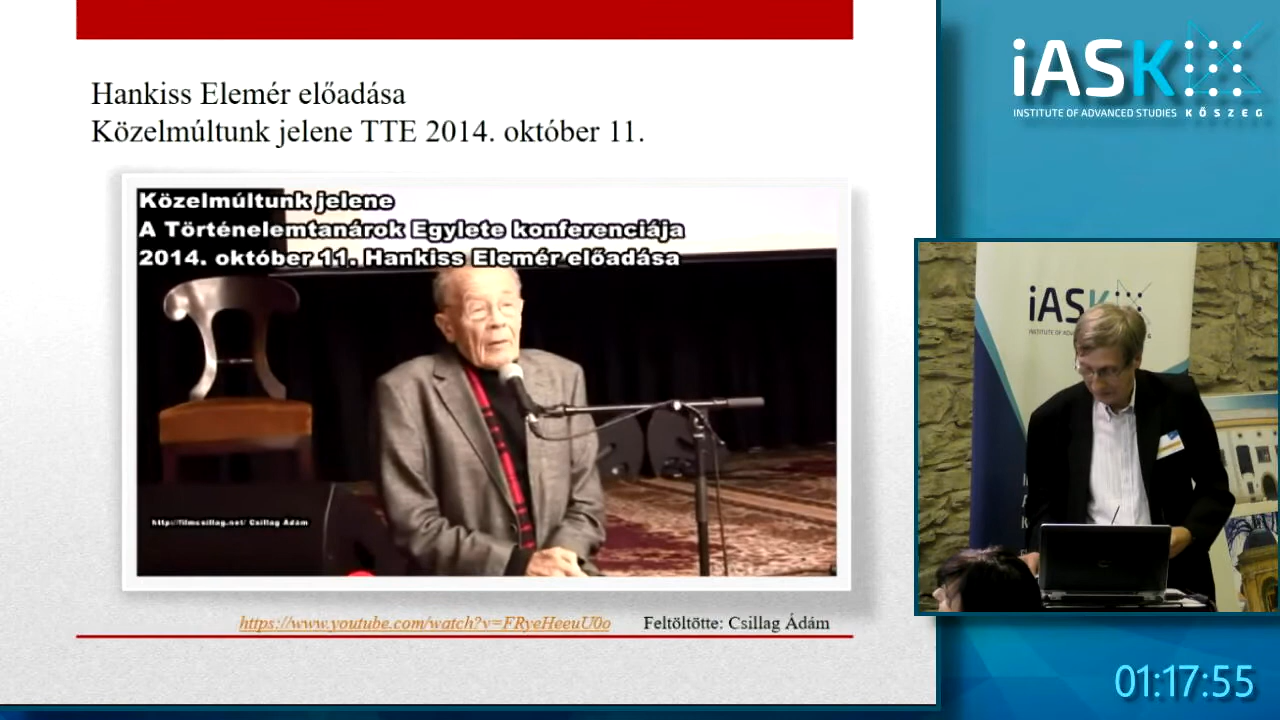 Hankiss Elemér előadása
Közelmúltunk jelene TTE 2014. október 11.
Közelmúltunk jelene
A Történelemtanárok Egylete konferenciája
2014. október 11. Hankiss Elemér előadása
http://filmcsillag.net/ Csillag Ádám
https://www.youtube.com/watch?v=FRyeHeeuU0o Feltöltötte: Csillag Ádám
iASK
INSTITUTE OF ADVANCED STUDIES KŐSZEG
iASK
01:17:55